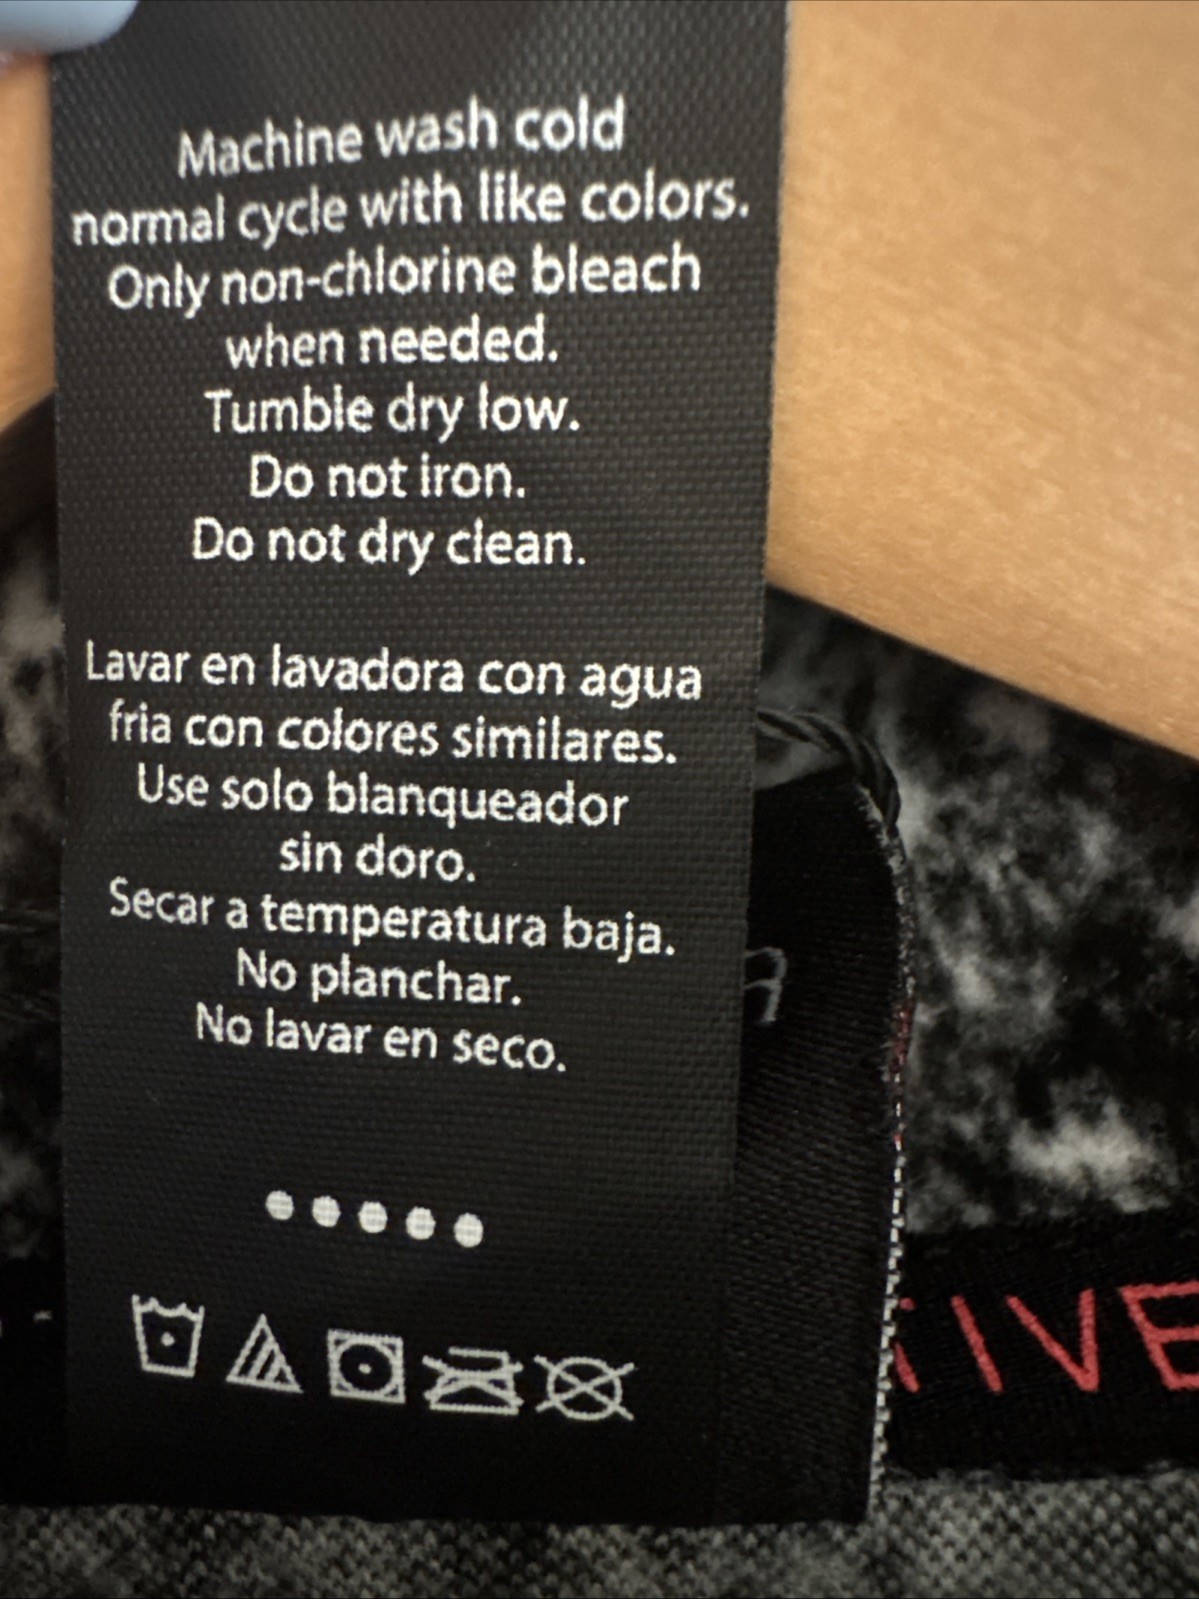 Machine wash cold
normal cycle with like colors.
Only non-chlorine bleach
when needed.
Tumble dry low.
Do not iron.
Do not dry clean.
Lavar en lavadora con agua
fria con colores similares.
Use solo blanqueador
sin doro.
Secar a temperatura baja.
No planchar.
No lavar en seco.
TIVE